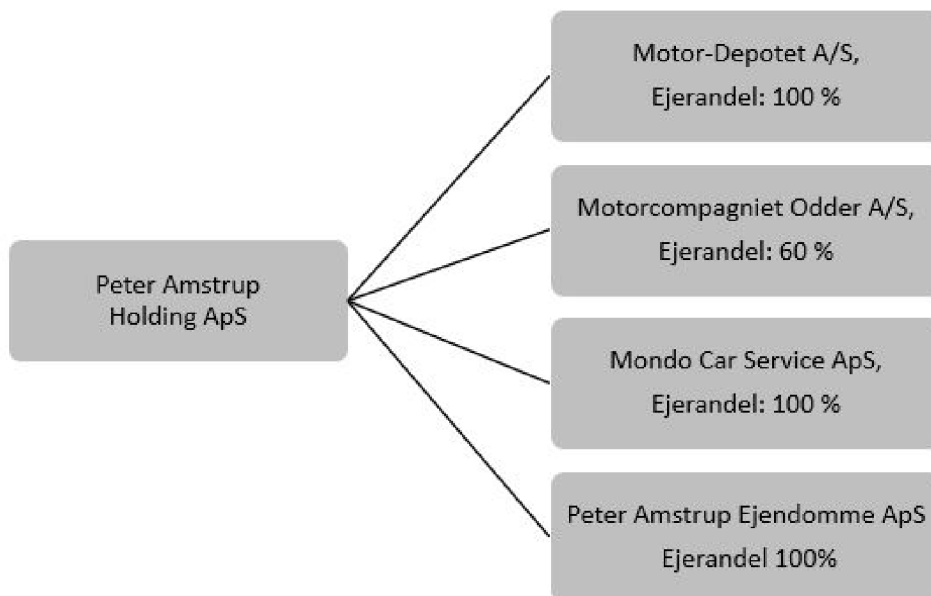 Peter Amstrup
Holding ApS
Motor-Depotet A/S,
Ejerandel: 100 %
Motorcompagniet Odder A/S,
Ejerandel: 60 %
Mondo Car Service ApS,
Ejerandel: 100 %
Peter Amstrup Ejendomme ApS
Ejerandel 100%